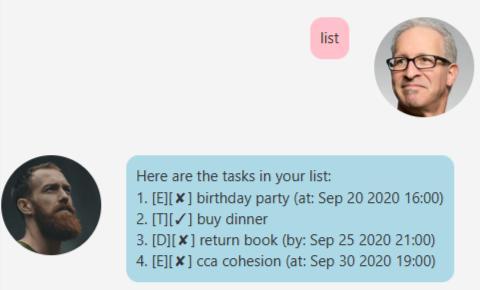 list
Here are the tasks in your list:
1. [E][✘] birthday party (at: Sep 20 2020 16:00)
2. [T][✓] buy dinner
3. [D][✘] return book (by: Sep 25 2020 21:00)
4. [E][✘] cca cohesion (at: Sep 30 2020 19:00)